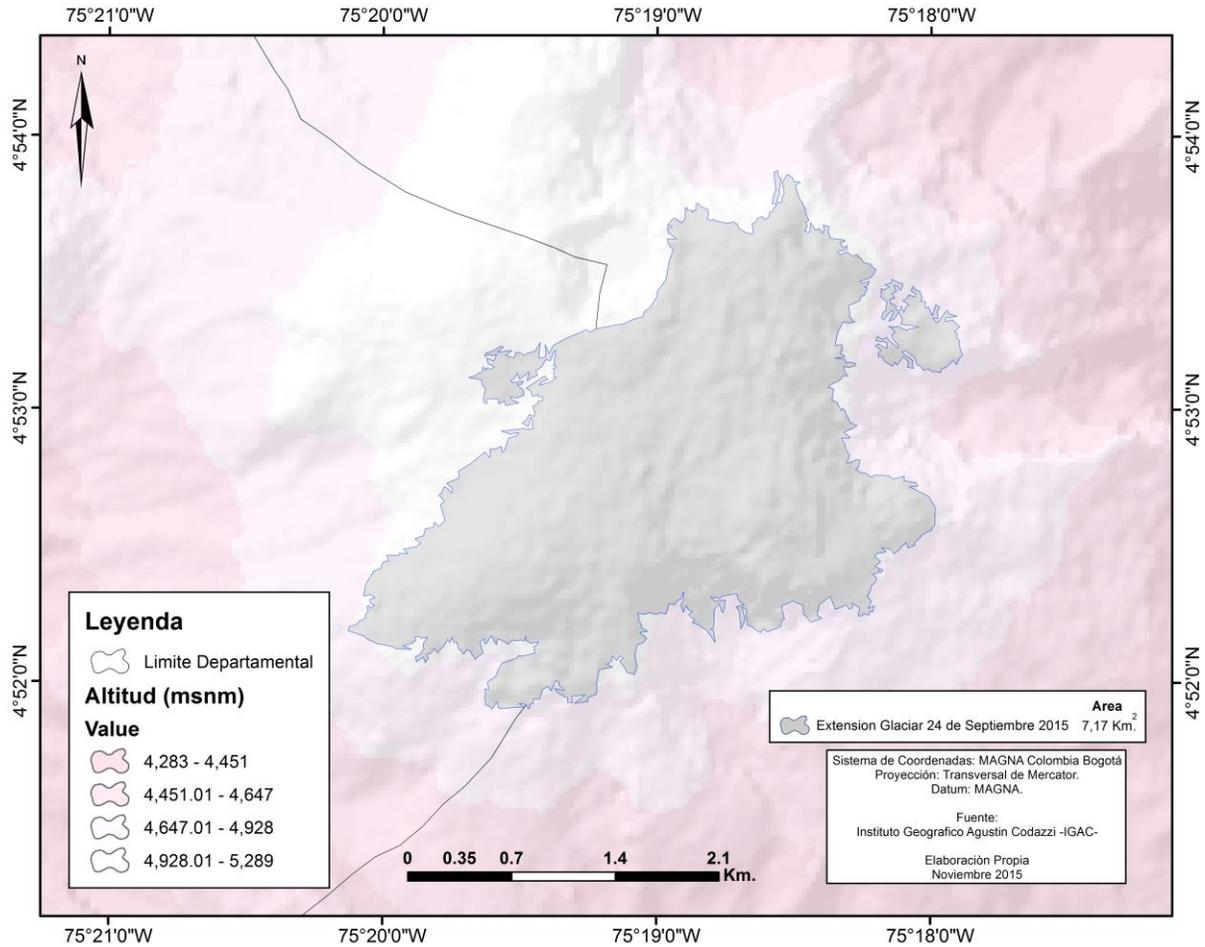 75°21'0"W 75°20'0"W 75°19'0"W 75°18'0"W
N
4°54'0"N 4°54'0"N
4°53'0"N 4°53'0"N
4°52'0"N 4°52'0"N
Leyenda
Limite Departamental
Altitud (msnm)
Value
4,283 - 4,451
4,451.01 - 4,647
4,647.01 - 4,928
4,928.01 - 5,289
0 0.35 0.7 1.4 2.1
Km.
Area
Extension Glaciar 24 de Septiembre 2015 7,17 Km.2
Sistema de Coordenadas: MAGNA Colombia Bogotá
Proyección: Transversal de Mercator.
Datum: MAGNA.
Fuente:
Instituto Geografico Agustin Codazzi -IGAC-
Elaboraciòn Propia
Noviembre 2015
75°21'0"W 75°20'0"W 75°19'0"W 75°18'0"W